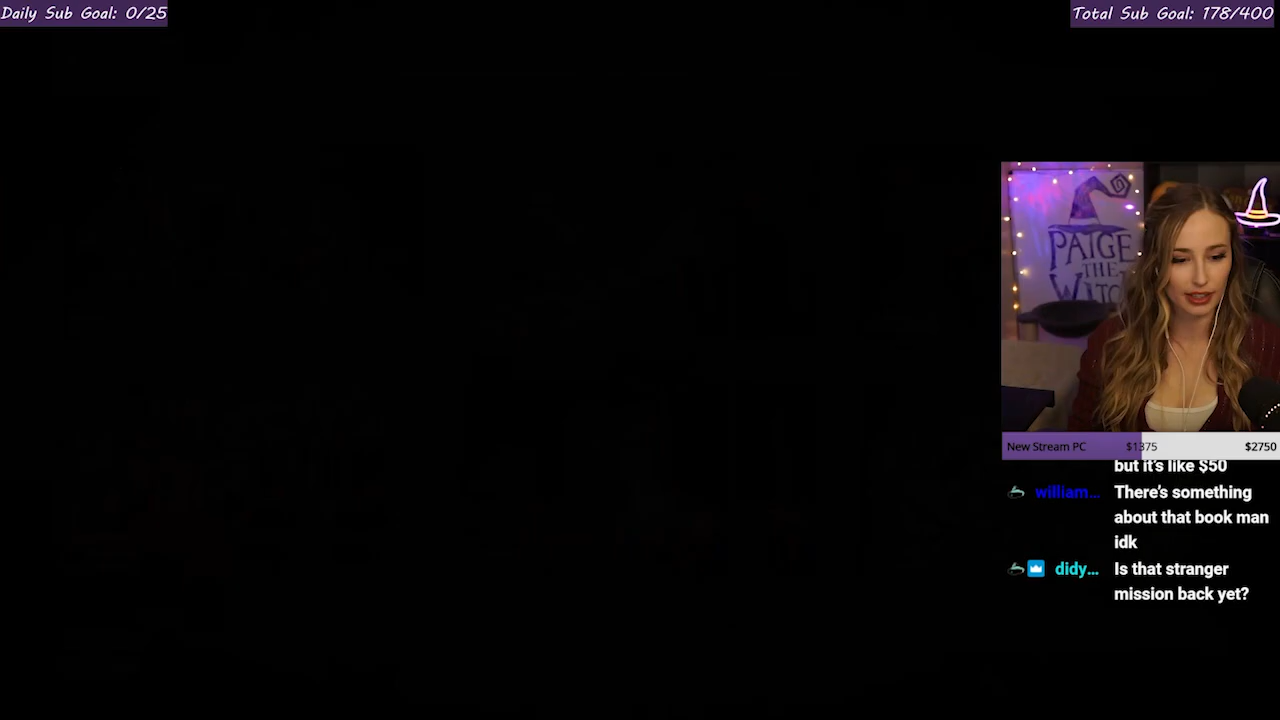 Daily Sub Goal: 0/25
Total Sub Goal: 178/400
PAIGE
THE
WITC
New Stream PC $1375 $2750
but it's like $50
william... There's something
about that book man
idk
didy... Is that stranger
mission back yet?